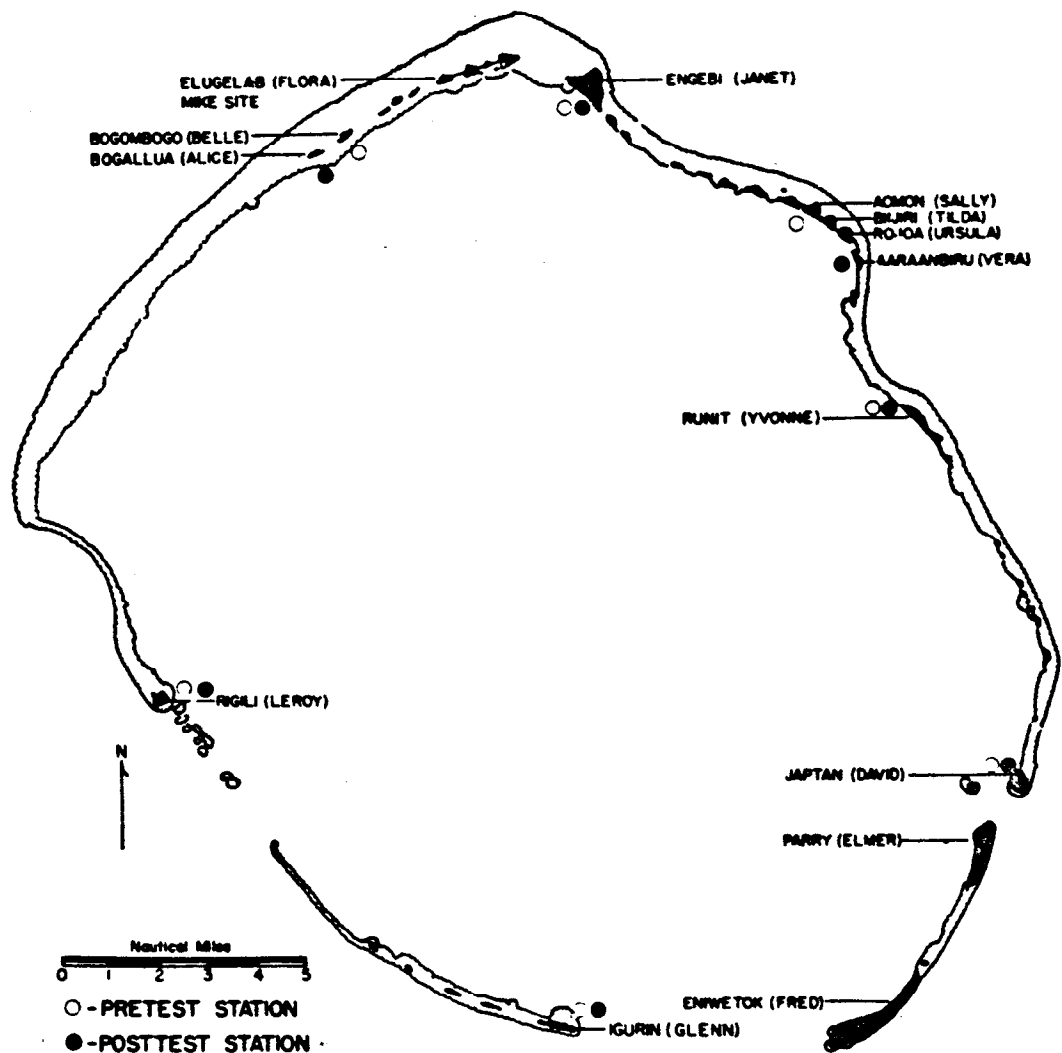 ELUGELAB (FLORA)
MIKE SITE
ENGEBI (JANET)
BOGOMBOGO (BELLE)
BOGALLUA (ALICE)
AOMON (SALLY)
BIIJIRI (TILDA)
ROJOA (URSULA)
AARAANBIRU (VERA)
RUNIT (YVONNE)
RIGILI (LEROY)
N
JAPTAN (DAVID)
PARRY (ELMER)
Nautical Miles
0 1 2 3 4 5
O-PRETEST STATION
●-POSTTEST STATION
ENIWETOK (FRED)
IGURIN (GLENN)